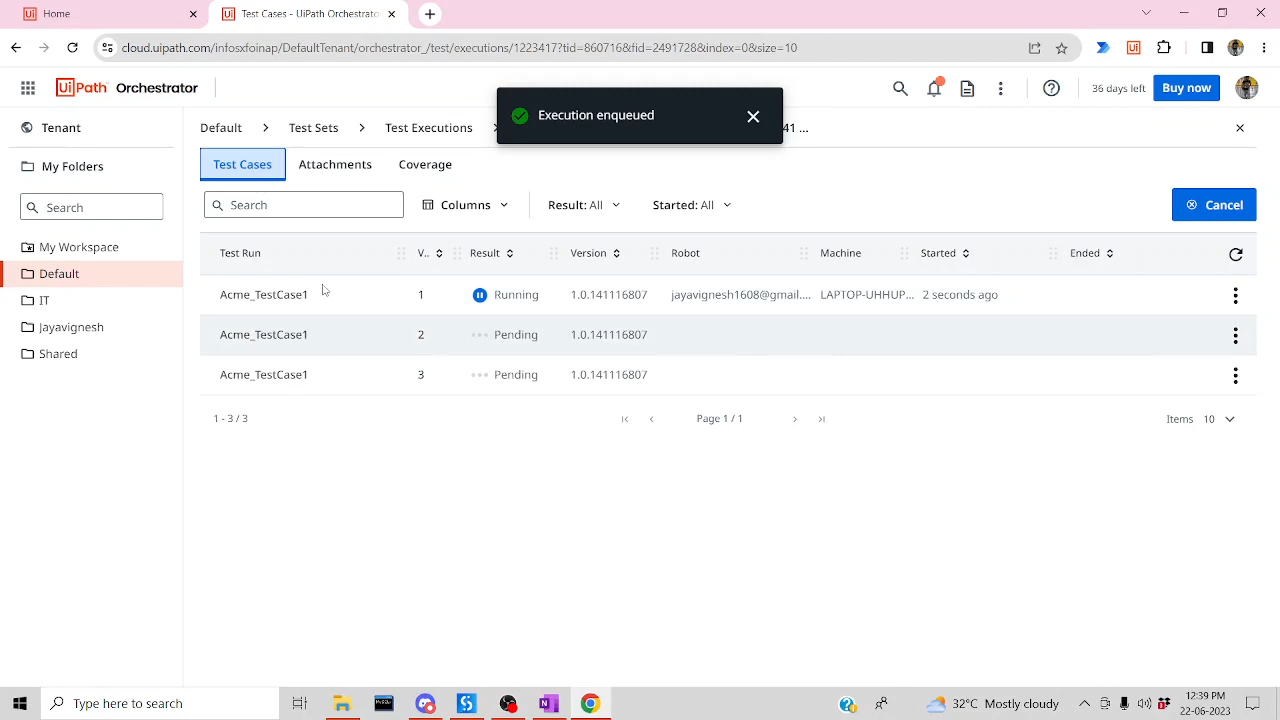 Home
Test Cases - UiPath Orchestrator
cloud.uipath.com/infosxfoinap/DefaultTenant/orchestrator_/test/executions/1223417?tid=860716&fid=2491728&index=0&size=10
UiPath Orchestrator
36 days left
Buy now
Execution enqueued
Tenant
Default > Test Sets > Test Executions >
41 ...
My Folders
Test Cases Attachments Coverage
Search
Search
Columns
Result: All
Started: All
Cancel
My Workspace
Default
IT
Jayavignesh
Shared
Test Run V.. Result Version Robot Machine Started Ended
Acme_TestCase1 1 Running 1.0.141116807 jayavignesh1608@gmail.... LAPTOP-UHHUP... 2 seconds ago
Acme_TestCase1 2 Pending 1.0.141116807
Acme_TestCase1 3 Pending 1.0.141116807
1 - 3 / 3
Page 1 / 1
Items 10
Type here to search
32°C Mostly cloudy
12:39 PM
22-06-2023